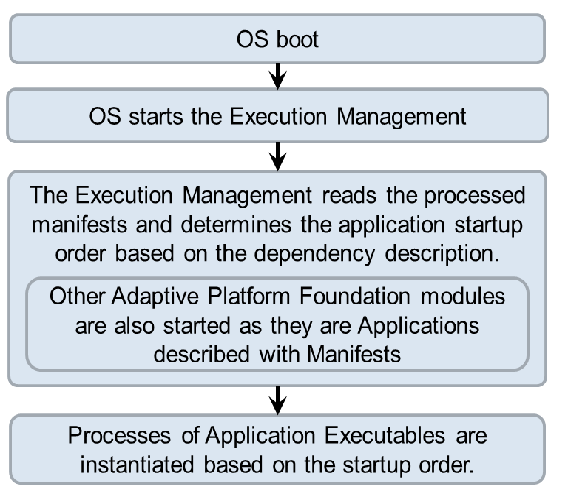 OS boot
OS starts the Execution Management
The Execution Management reads the processed
manifests and determines the application startup
order based on the dependency description.
Other Adaptive Platform Foundation modules
are also started as they are Applications
described with Manifests
Processes of Application Executables are
instantiated based on the startup order.